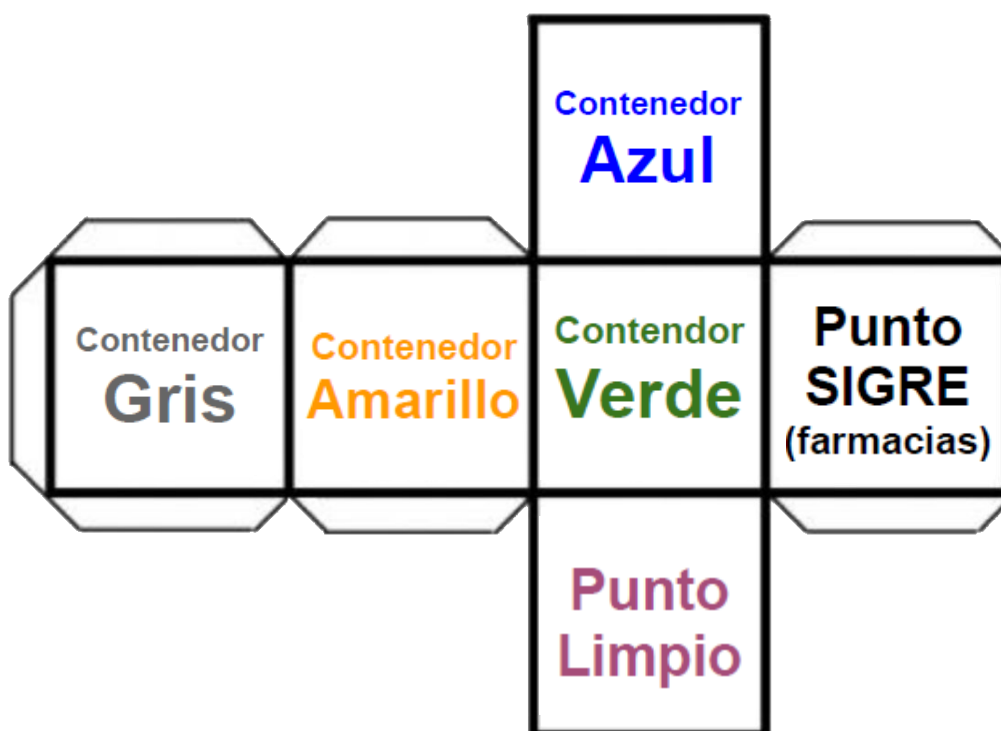 Contenedor
Azul
Contenedor
Gris
Contenedor
Amarillo
Contendor
Verde
Punto
SIGRE
(farmacias)
Punto
Limpio